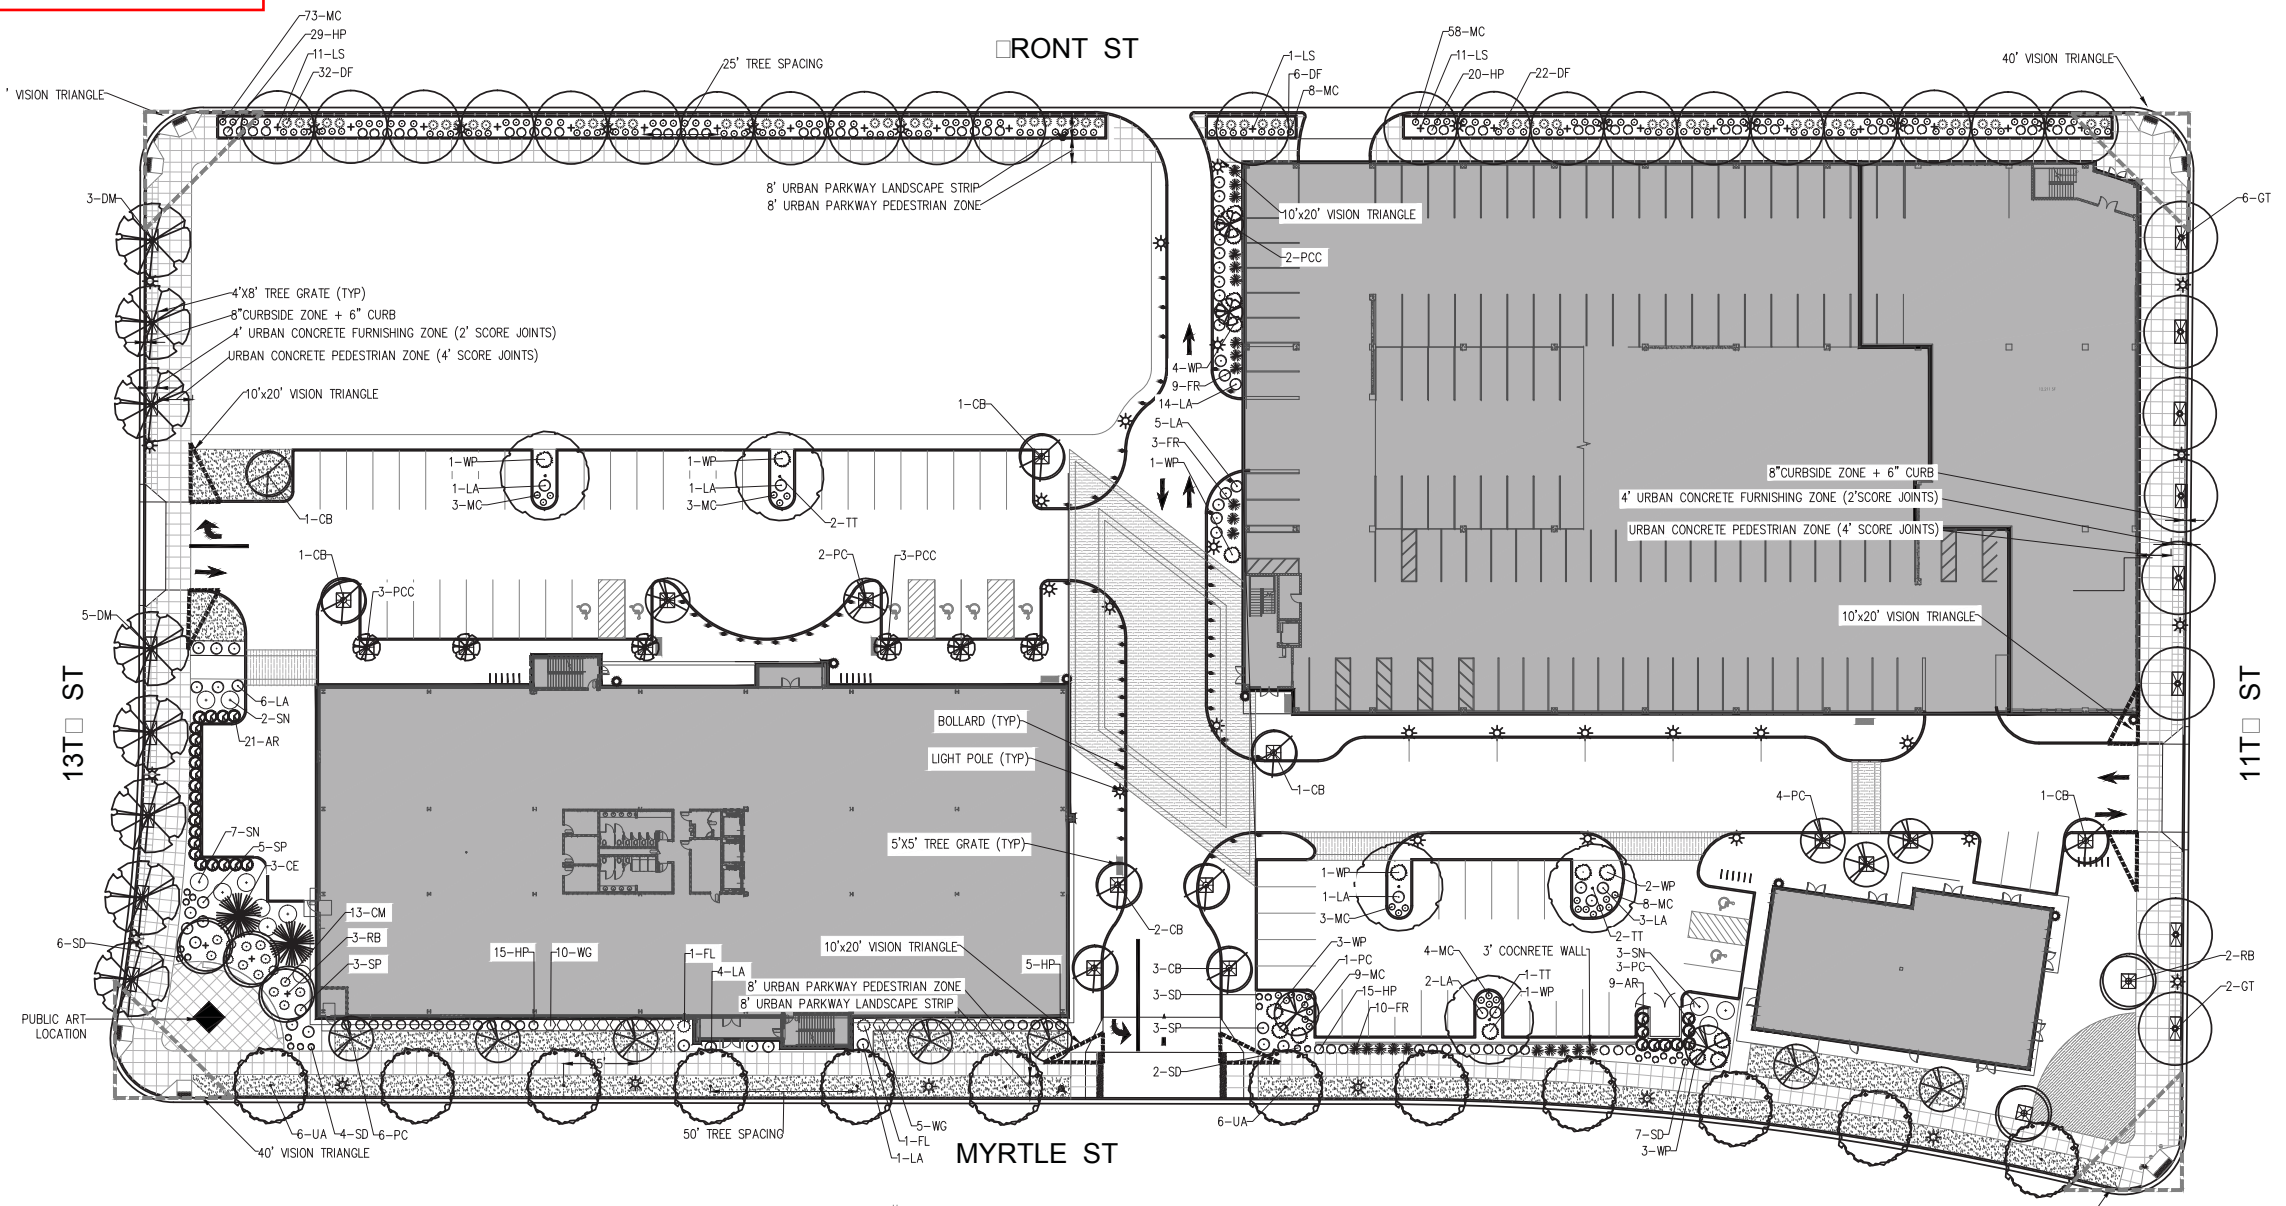 73-MC
29-HP
11-LS
32-DF
25' TREE SPACING
□RONT ST
1-LS
6-DF
8-MC
58-MC
11-LS
20-HP
22-DF
40' VISION TRIANGLE
' VISION TRIANGLE
8' URBAN PARKWAY LANDSCAPE STRIP
8' URBAN PARKWAY PEDESTRIAN ZONE
3-DM
10'x20' VISION TRIANGLE
6-GT
2-PCC
4'X8' TREE GRATE (TYP)
8"CURBSIDE ZONE + 6" CURB
4' URBAN CONCRETE FURNISHING ZONE (2' SCORE JOINTS)
URBAN CONCRETE PEDESTRIAN ZONE (4' SCORE JOINTS)
10'x20' VISION TRIANGLE
4-WP
9-FR
14-LA
1-CB
5-LA
3-FR
1-WP
1-WP
1-LA
3-MC
1-WP
1-LA
3-MC
2-TT
1-CB
8"CURBSIDE ZONE + 6" CURB
4' URBAN CONCRETE FURNISHING ZONE (2'SCORE JOINTS)
URBAN CONCRETE PEDESTRIAN ZONE (4' SCORE JOINTS)
1-CB
2-PC
3-PCC
3-PCC
5-DM
10'x20' VISION TRIANGLE
13T□ ST
11T□ ST
6-LA
2-SN
21-AR
BOLLARD (TYP)
LIGHT POLE (TYP)
1-CB
4-PC
1-CB
7-SN
5-SP
3-CE
5'X5' TREE GRATE (TYP)
1-WP
1-LA
3-MC
2-WP
8-MC
3-LA
2-TT
13-CM
3-RB
3-SP
6-SD
15-HP
10-WG
1-FL
4-LA
10'x20' VISION TRIANGLE
5-HP
2-CB
3-CB
3-SD
3-SP
2-SD
3-WP
1-PC
9-MC
15-HP
10-FR
4-MC
2-LA
3' COCNRETE WALL
1-TT
1-WP
3-SN
3-PC
9-AR
2-RB
2-GT
8' URBAN PARKWAY PEDESTRIAN ZONE
8' URBAN PARKWAY LANDSCAPE STRIP
PUBLIC ART
LOCATION
6-UA
4-SD
6-PC
40' VISION TRIANGLE
50' TREE SPACING
5-WG
1-FL
1-LA
MYRTLE ST
6-UA
7-SD
3-WP